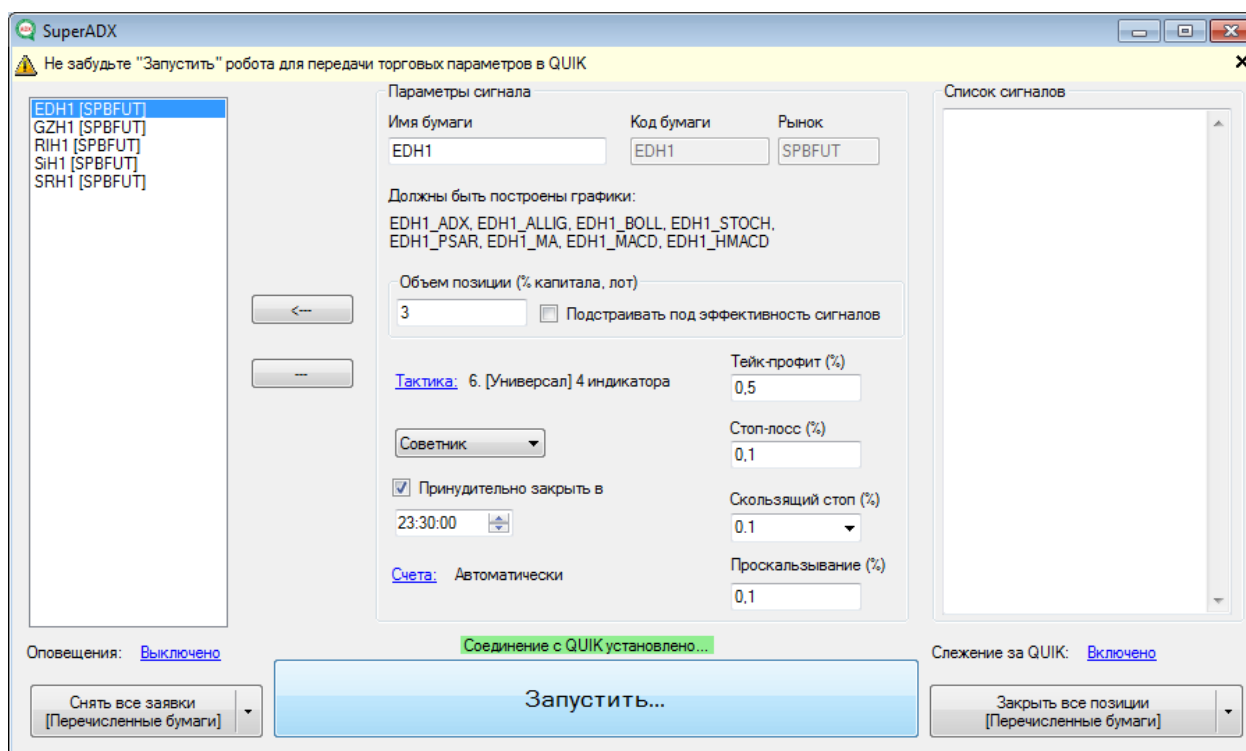 SuperADX
Не забудьте "Запустить" робота для передачи торговых параметров в QUIK
EDH1 [SPBFUT]
GZH1 [SPBFUT]
RIH1 [SPBFUT]
SiH1 [SPBFUT]
SRH1 [SPBFUT]
<---
---
Параметры сигнала
Имя бумаги Код бумаги Рынок
EDH1 EDH1 SPBFUT
Должны быть построены графики:
EDH1_ADX, EDH1_ALLIG, EDH1_BOLL, EDH1_STOCH,
EDH1_PSAR, EDH1_MA, EDH1_MACD, EDH1_HMACD
Объем позиции (% капитала, лот)
3 Подстраивать под эффективность сигналов
Тактика: 6. [Универсал] 4 индикатора
Советник
Принудительно закрыть в
23:30:00
Счета: Автоматически
Тейк-профит (%)
0,5
Стоп-лосс (%)
0,1
Скользящий стоп (%)
0.1
Проскальзывание (%)
0,1
Список сигналов
Соединение с QUIK установлено...
Оповещения: Выключено
Слежение за QUIK: Включено
Снять все заявки
[Перечисленные бумаги]
Запустить...
Закрыть все позиции
[Перечисленные бумаги]